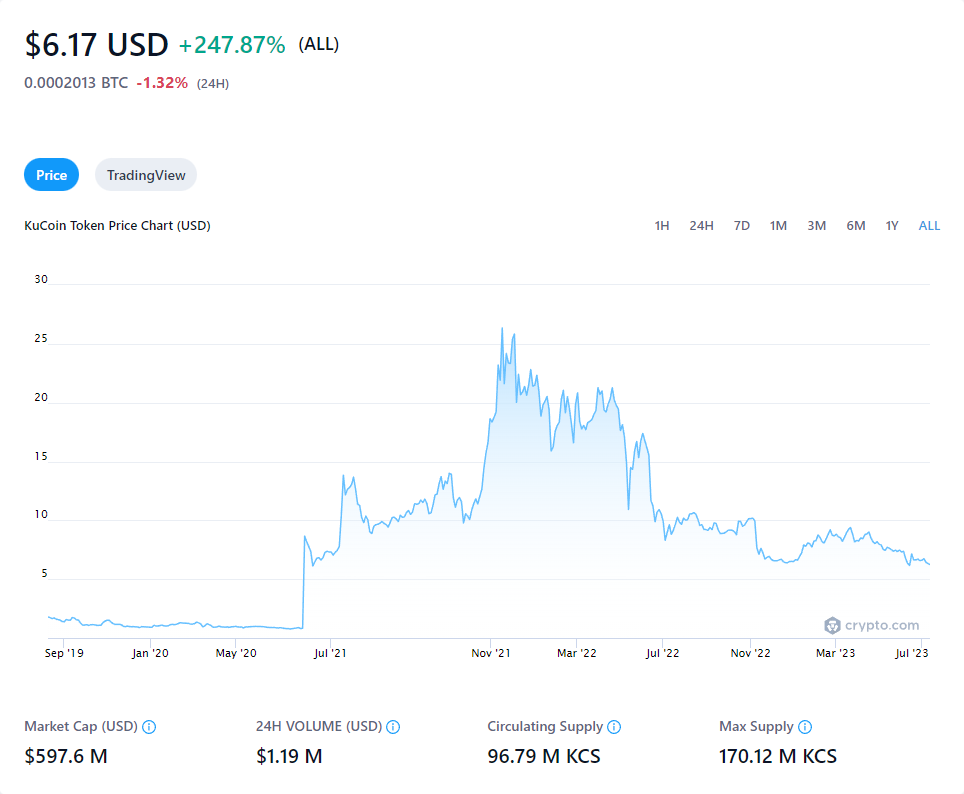 $6.17 USD +247.87% (ALL)
0.0002013 BTC -1.32% (24H)
Price TradingView
KuCoin Token Price Chart (USD) 1H 24H 7D 1M 3M 6M 1Y ALL
30
25
20
15
10
5
crypto.com
Sep '19 Jan '20 May '20 Jul '21 Nov '21 Mar '22 Jul '22 Nov '22 Mar '23 Jul '23
Market Cap (USD) 24H VOLUME (USD) Circulating Supply Max Supply
$597.6 M $1.19 M 96.79 M KCS 170.12 M KCS